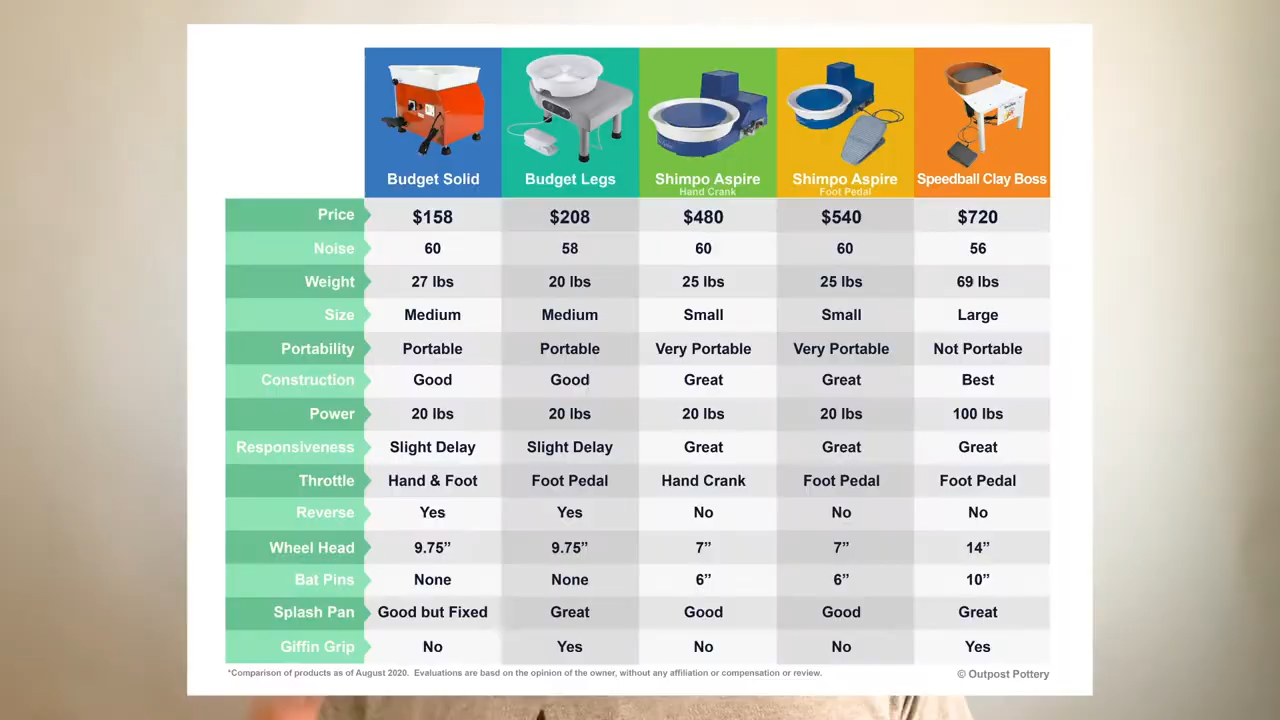 Budget Solid Budget Legs Shimpo Aspire Shimpo Aspire Speedball Clay Boss
Hand Crank Foot Pedal
Price $158 $208 $480 $540 $720
Noise 60 58 60 60 56
Weight 27 lbs 20 lbs 25 lbs 25 lbs 69 lbs
Size Medium Medium Small Small Large
Portability Portable Portable Very Portable Very Portable Not Portable
Construction Good Good Great Great Best
Power 20 lbs 20 lbs 20 lbs 20 lbs 100 lbs
Responsiveness Slight Delay Slight Delay Great Great Great
Throttle Hand & Foot Foot Pedal Hand Crank Foot Pedal Foot Pedal
Reverse Yes Yes No No No
Wheel Head 9.75” 9.75” 7” 7” 14”
Bat Pins None None 6” 6” 10”
Splash Pan Good but Fixed Great Good Good Great
Giffin Grip No Yes No No Yes
*Comparison of products as of August 2020. Evaluations are basd on the opinion of the owner, without any affiliation or compensation or review. © Outpost Pottery